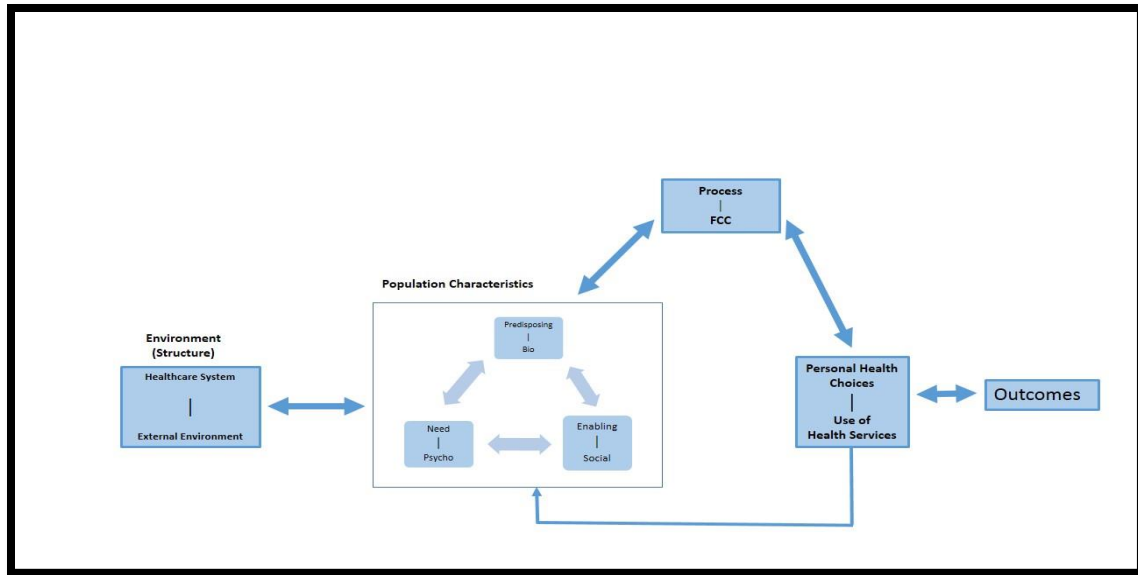 Process
|
FCC
Population Characteristics
Predisposing
|
Bio
Need
|
Psycho
Enabling
|
Social
Environment
(Structure)
Healthcare System
|
External Environment
Personal Health
Choices
|
Use of
Health Services
Outcomes